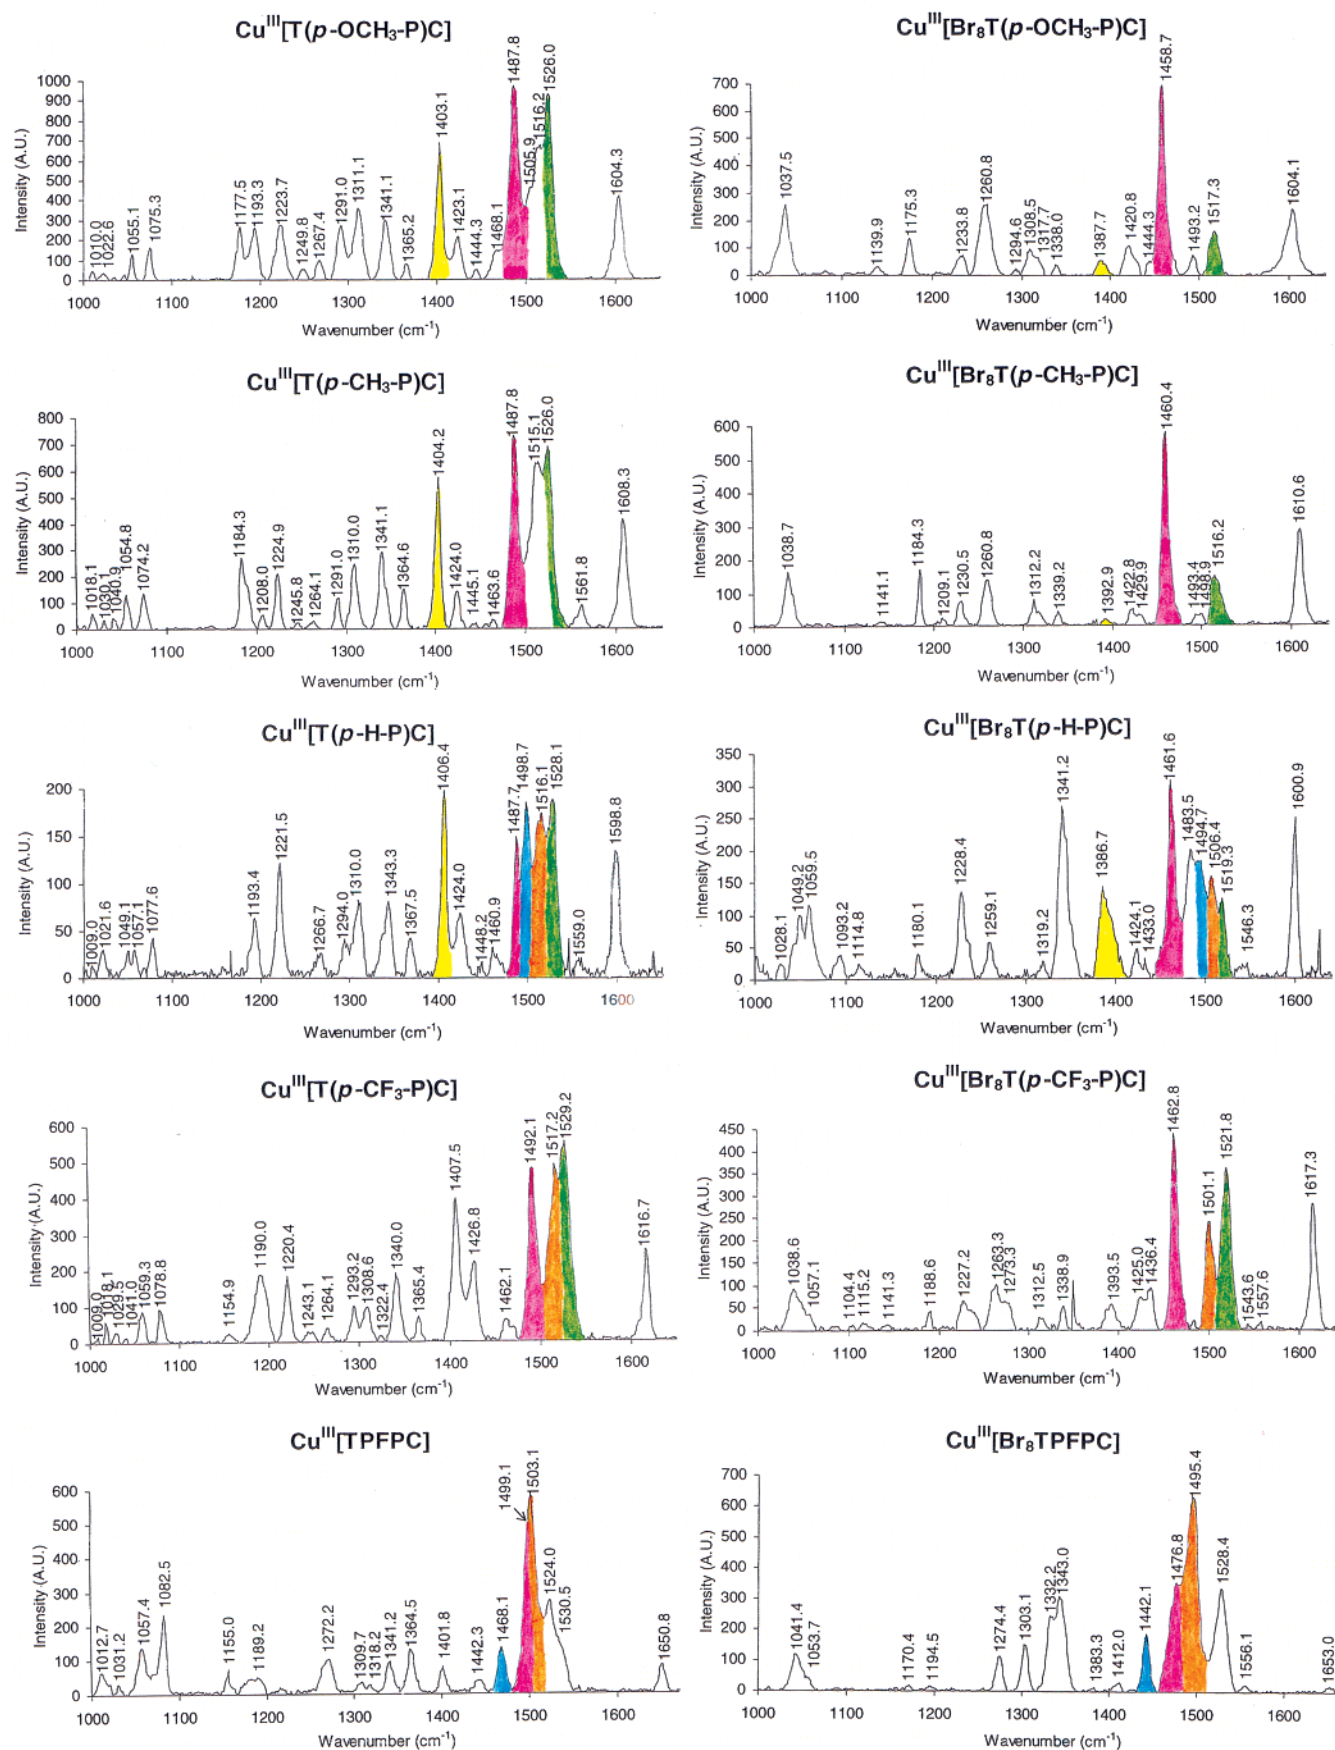 Cu^III[T(p-OCH₃-P)C]
Intensity (A.U.)
1000
900
800
700
600
500
400
300
200
100
0
1010.0 1022.6 1055.1 1075.3 1177.5 1193.3 1223.7 1249.8 1267.4 1291.0 1311.1 1341.1 1365.2 1403.1 1423.1 1444.3 1468.1 1487.8 1505.9 1516.2 1526.0 1604.3
1000 1100 1200 1300 1400 1500 1600
Wavenumber (cm⁻¹)
Cu^III[Br₈T(p-OCH₃-P)C]
Intensity (A.U.)
700
600
500
400
300
200
100
0
1037.5 1139.9 1175.3 1233.8 1260.8 1294.6 1308.5 1317.7 1338.0 1387.7 1420.8 1444.3 1458.7 1493.2 1517.3 1604.1
1000 1100 1200 1300 1400 1500 1600
Wavenumber (cm⁻¹)
Cu^III[T(p-CH₃-P)C]
Intensity (A.U.)
800
700
600
500
400
300
200
100
0
1018.1 1030.1 1040.9 1054.8 1074.2 1184.3 1208.0 1224.9 1245.8 1264.1 1291.0 1310.0 1341.1 1364.6 1404.2 1424.0 1445.1 1463.6 1487.8 1515.1 1526.0 1561.8 1608.3
1000 1100 1200 1300 1400 1500 1600
Wavenumber (cm⁻¹)
Cu^III[Br₈T(p-CH₃-P)C]
Intensity (A.U.)
600
500
400
300
200
100
0
1038.7 1141.1 1184.3 1209.1 1230.5 1260.8 1312.2 1339.2 1392.9 1422.8 1429.9 1460.4 1493.4 1498.9 1516.2 1610.6
1000 1100 1200 1300 1400 1500 1600
Wavenumber (cm⁻¹)
Cu^III[T(p-H-P)C]
Intensity (A.U.)
200
150
100
50
0
1009.0 1021.6 1049.1 1057.1 1077.6 1193.4 1221.5 1266.7 1294.0 1310.0 1343.3 1367.5 1406.4 1424.0 1448.2 1460.9 1487.7 1498.7 1516.1 1528.1 1559.0 1598.8
1000 1100 1200 1300 1400 1500 1600
Wavenumber (cm⁻¹)
Cu^III[Br₈T(p-H-P)C]
Intensity (A.U.)
350
300
250
200
150
100
50
0
1028.1 1049.2 1059.5 1093.2 1114.8 1180.1 1228.4 1259.1 1319.2 1341.2 1386.7 1424.1 1433.0 1461.6 1483.5 1494.7 1506.4 1519.3 1546.3 1600.9
1000 1100 1200 1300 1400 1500 1600
Wavenumber (cm⁻¹)
Cu^III[T(p-CF₃-P)C]
Intensity (A.U.)
600
500
400
300
200
100
0
1009.0 1018.1 1029.5 1041.0 1059.3 1078.8 1154.9 1190.0 1220.4 1243.1 1264.1 1293.2 1308.6 1322.4 1340.0 1365.4 1407.5 1426.8 1462.1 1492.1 1517.2 1529.2 1616.7
1000 1100 1200 1300 1400 1500 1600
Wavenumber (cm⁻¹)
Cu^III[Br₈T(p-CF₃-P)C]
Intensity (A.U.)
450
400
350
300
250
200
150
100
50
0
1038.6 1057.1 1104.4 1115.2 1141.3 1188.6 1227.2 1263.3 1273.3 1312.5 1338.9 1393.5 1425.0 1436.4 1462.8 1501.1 1521.8 1543.6 1557.6 1617.3
1000 1100 1200 1300 1400 1500 1600
Wavenumber (cm⁻¹)
Cu^III[TPFPC]
Intensity (A.U.)
600
500
400
300
200
100
0
1012.7 1031.2 1057.4 1082.5 1155.0 1189.2 1272.2 1309.7 1318.2 1341.2 1364.5 1401.8 1442.3 1468.1 1499.1 1503.1 1524.0 1530.5 1650.8
1000 1100 1200 1300 1400 1500 1600
Wavenumber (cm⁻¹)
Cu^III[Br₈TPFPC]
Intensity (A.U.)
700
600
500
400
300
200
100
0
1041.4 1053.7 1170.4 1194.5 1274.4 1303.1 1332.2 1343.0 1383.3 1412.0 1442.1 1476.8 1495.4 1528.4 1556.1 1653.0
1000 1100 1200 1300 1400 1500 1600
Wavenumber (cm⁻¹)